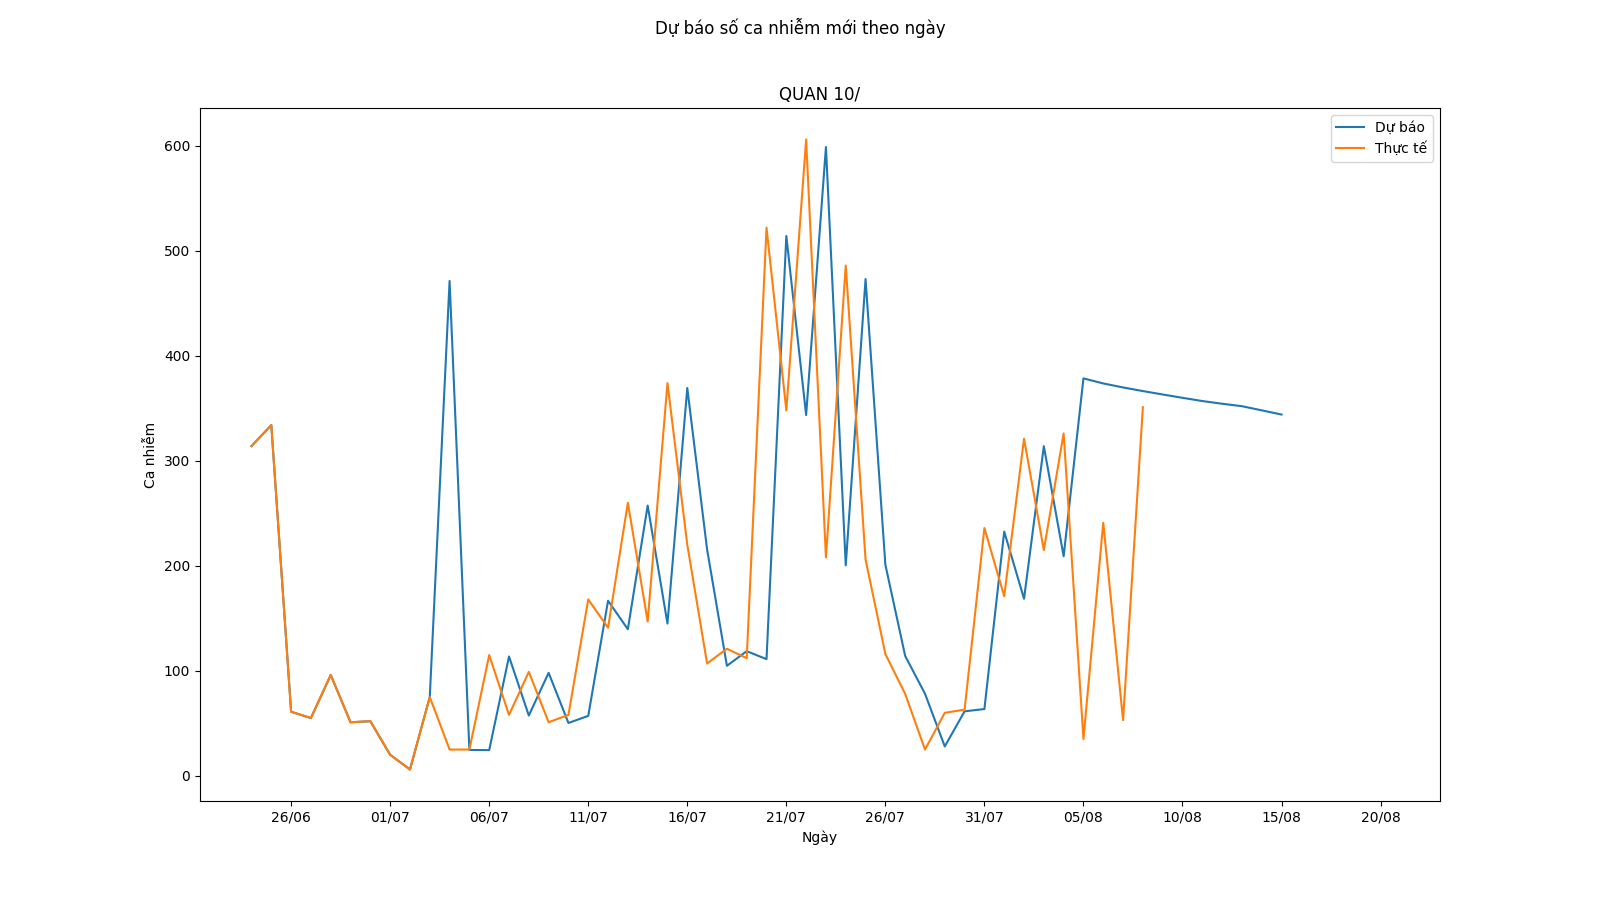 Dự báo số ca nhiễm mới theo ngày
QUAN 10/
Dự báo
Thực tế
600
500
400
300
200
100
0
Ca nhiễm
26/06 01/07 06/07 11/07 16/07 21/07 26/07 31/07 05/08 10/08 15/08 20/08
Ngày